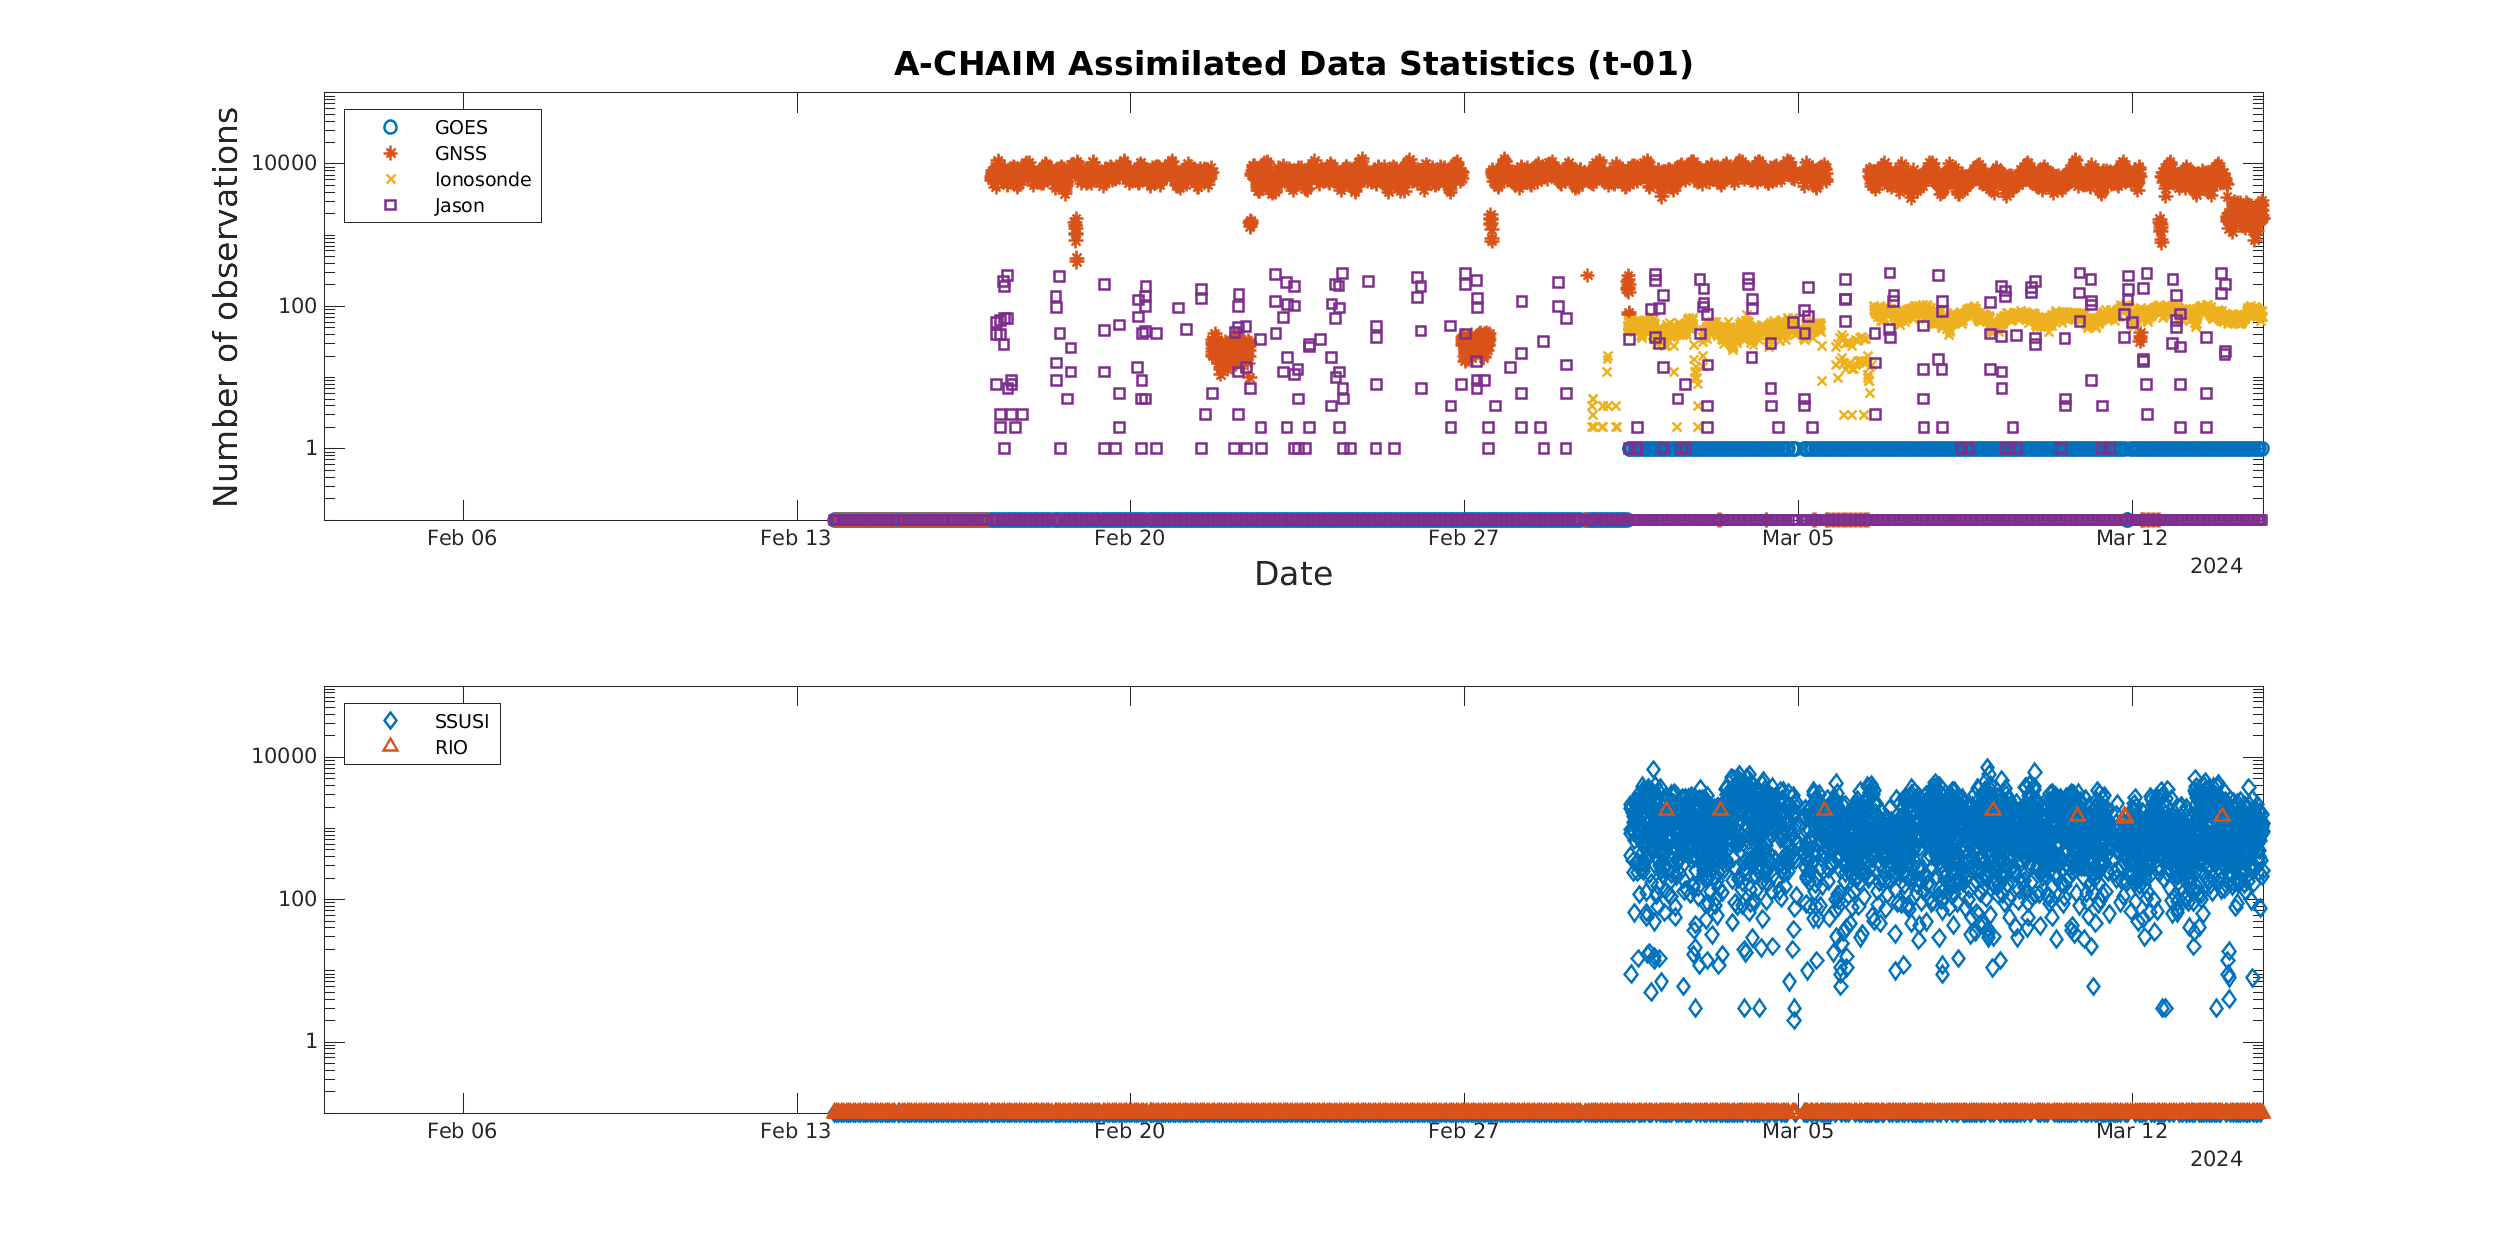 A-CHAIM Assimilated Data Statistics (t-01)
Number of observations
10000
100
1
GOES
GNSS
Ionosonde
Jason
Feb 06
Feb 13
Feb 20
Feb 27
Mar 05
Mar 12
2024
Date
10000
100
1
SSUSI
RIO
Feb 06
Feb 13
Feb 20
Feb 27
Mar 05
Mar 12
2024